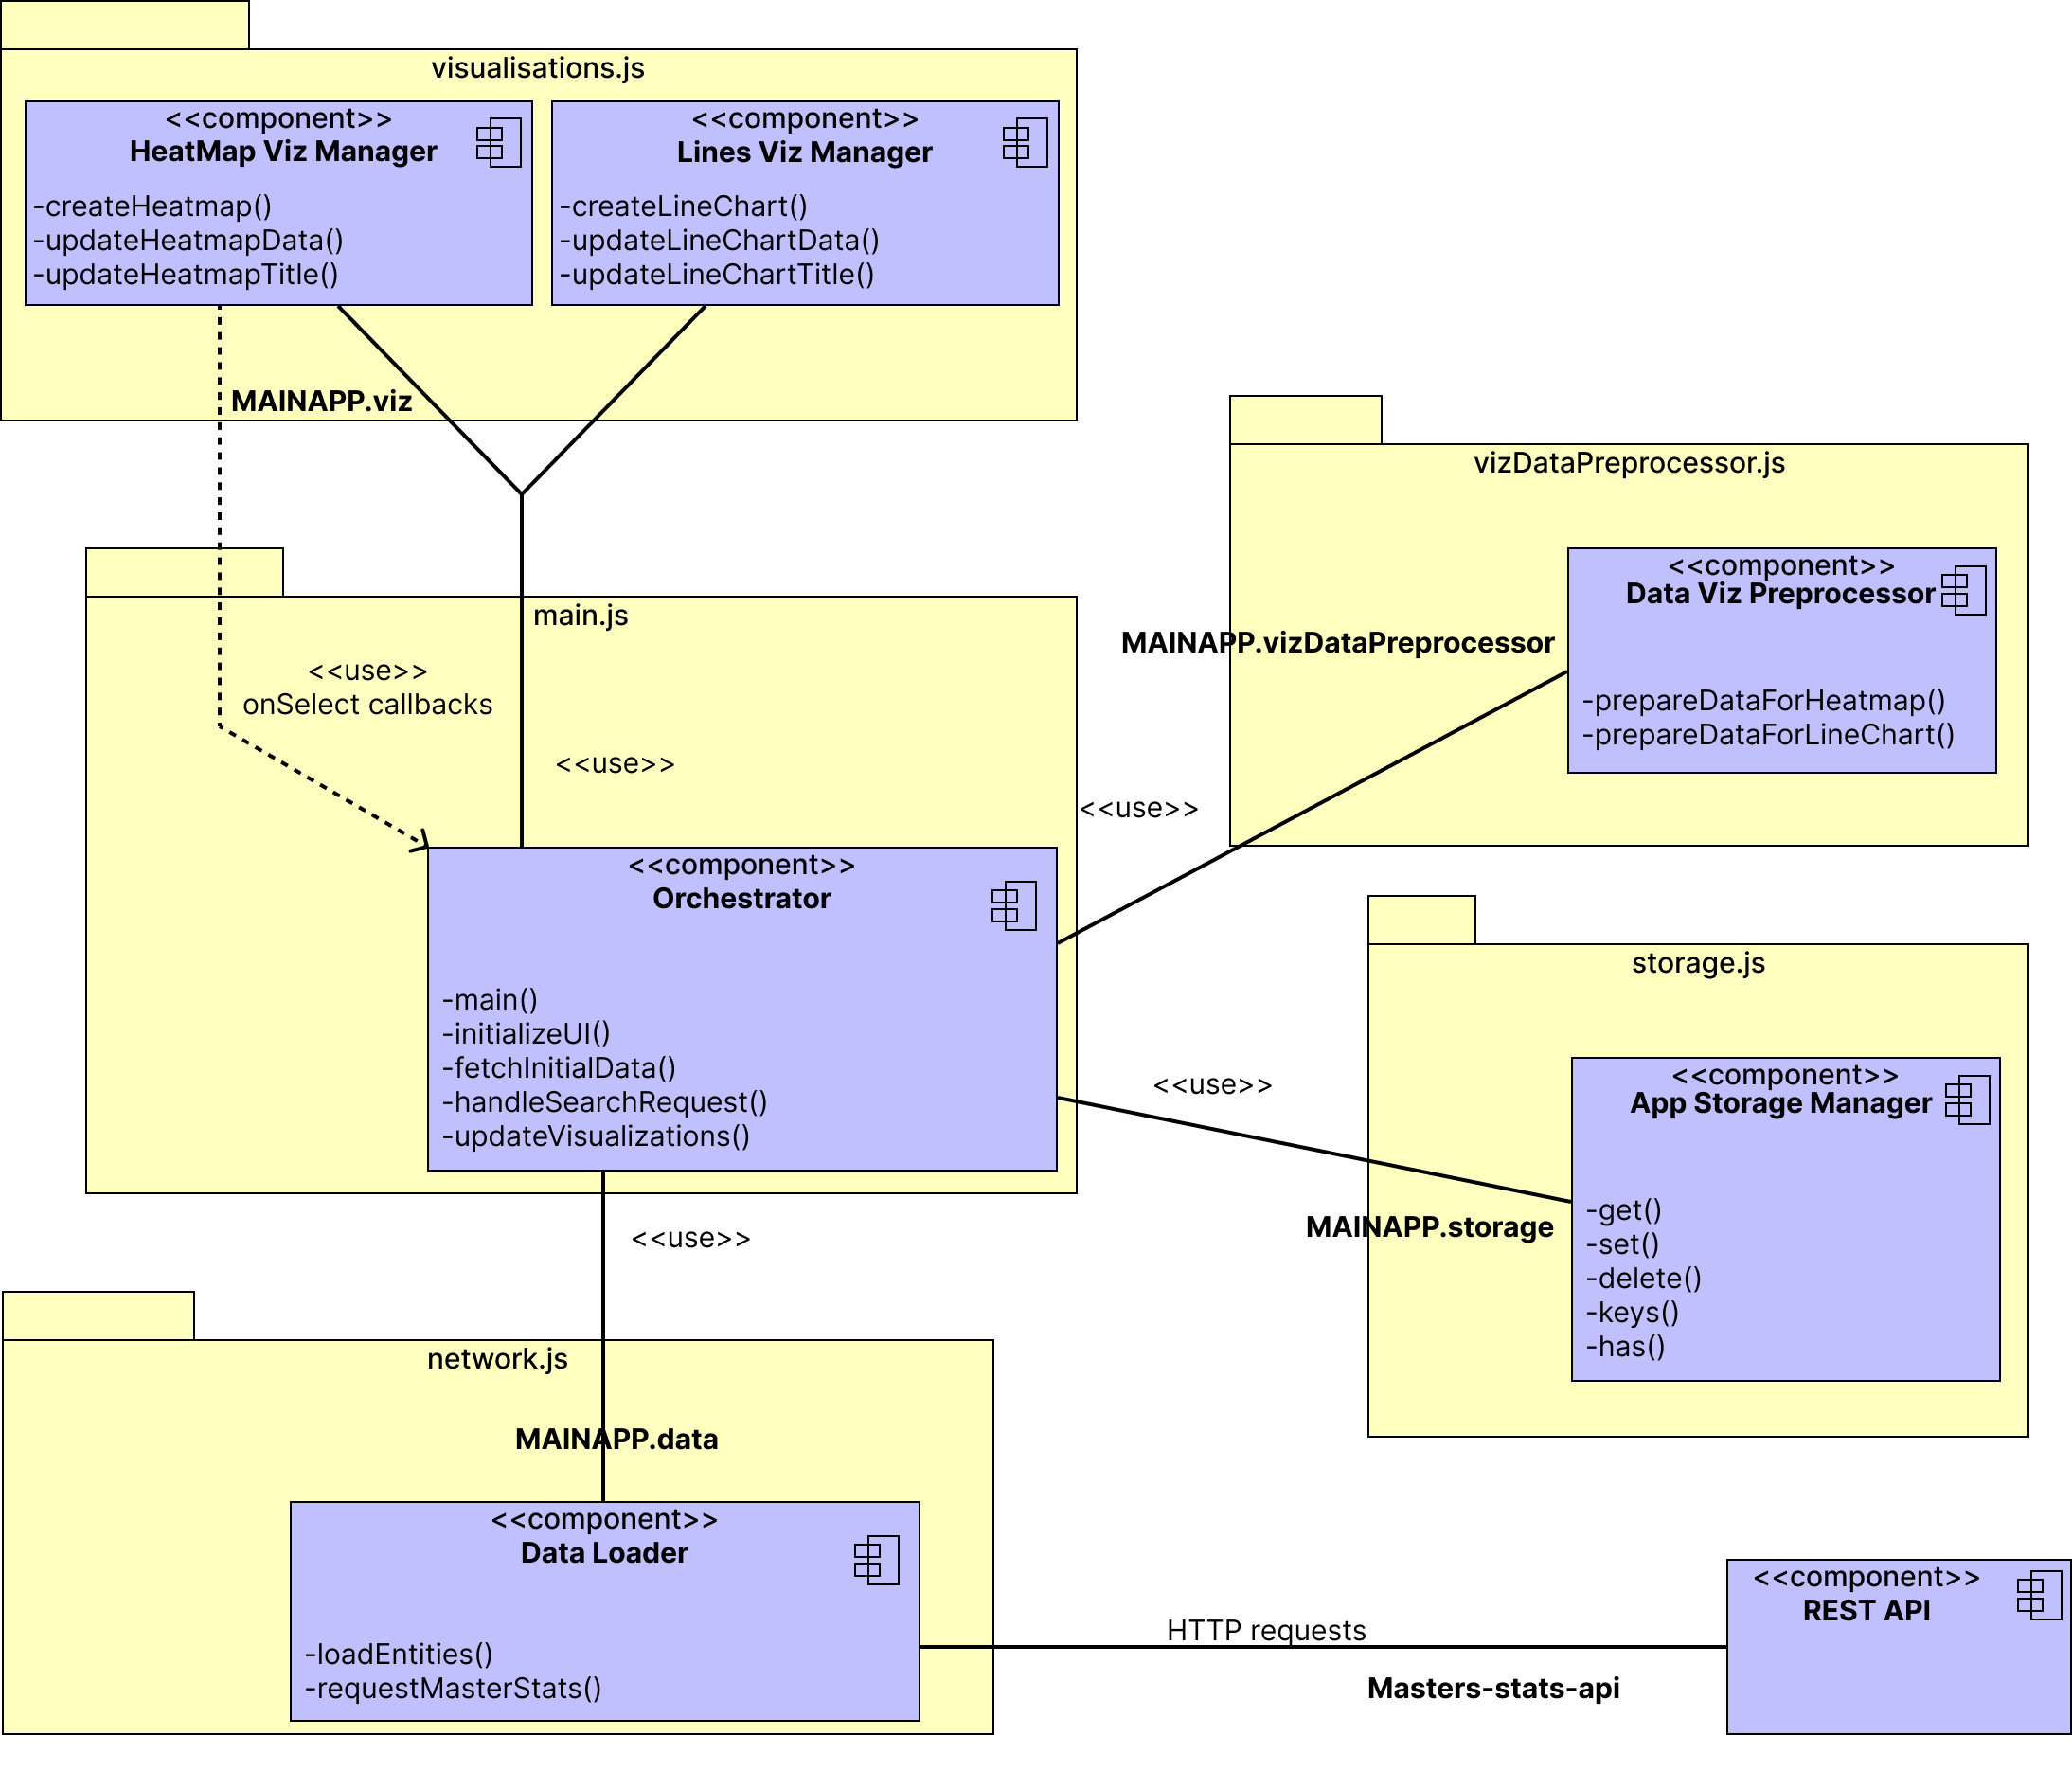 visualisations.js
<<component>>
HeatMap Viz Manager
-createHeatmap()
-updateHeatmapData()
-updateHeatmapTitle()
<<component>>
Lines Viz Manager
-createLineChart()
-updateLineChartData()
-updateLineChartTitle()
MAINAPP.viz
vizDataPreprocessor.js
<<component>>
Data Viz Preprocessor
-prepareDataForHeatmap()
-prepareDataForLineChart()
MAINAPP.vizDataPreprocessor
<<use>>
main.js
<<use>>
onSelect callbacks
<<use>>
<<component>>
Orchestrator
-main()
-initializeUI()
-fetchInitialData()
-handleSearchRequest()
-updateVisualizations()
storage.js
<<use>>
<<component>>
App Storage Manager
-get()
-set()
-delete()
-keys()
-has()
MAINAPP.storage
<<use>>
network.js
MAINAPP.data
<<component>>
Data Loader
-loadEntities()
-requestMasterStats()
HTTP requests
Masters-stats-api
<<component>>
REST API